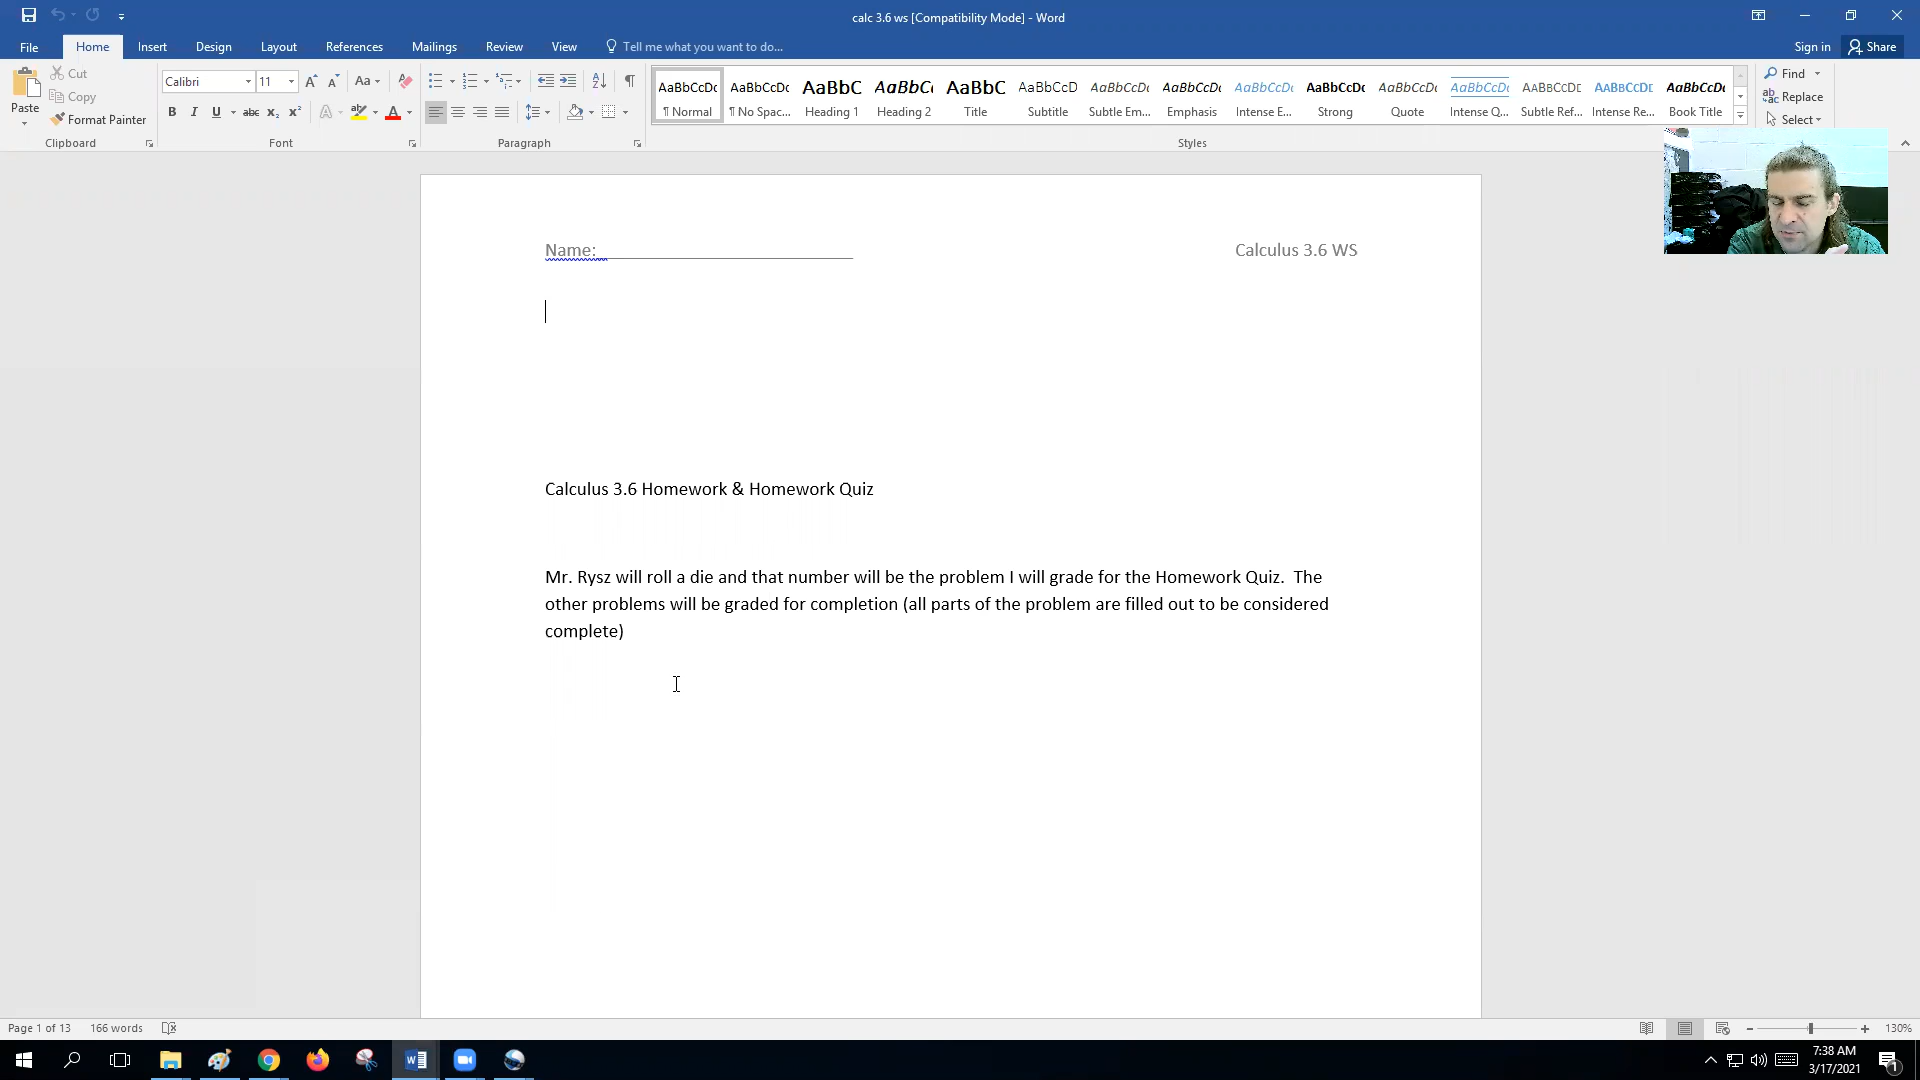 calc 3.6 ws [Compatibility Mode] - Word
File Home Insert Design Layout References Mailings Review View Tell me what you want to do... Sign in Share
Paste
Cut
Copy
Format Painter
Clipboard
Calibri 11
Font
Paragraph
AaBbCcDc AaBbCcDc AaBbC AaBbC AaBbC AaBbCcD AaBbCcDc AaBbCcDc AaBbCcDc AaBbCcDc AaBbCcDc AaBbCcDc AABBCCDC AABBCCDC AaBbCcDc
¶ Normal ¶ No Spac... Heading 1 Heading 2 Title Subtitle Subtle Em... Emphasis Intense E... Strong Quote Intense Q... Subtle Ref... Intense Re... Book Title
Styles
Find
Replace
Select
Name:______________________________ Calculus 3.6 WS
Calculus 3.6 Homework & Homework Quiz
Mr. Rysz will roll a die and that number will be the problem I will grade for the Homework Quiz. The
other problems will be graded for completion (all parts of the problem are filled out to be considered
complete)
Page 1 of 13 166 words 130%
7:38 AM
3/17/2021
1